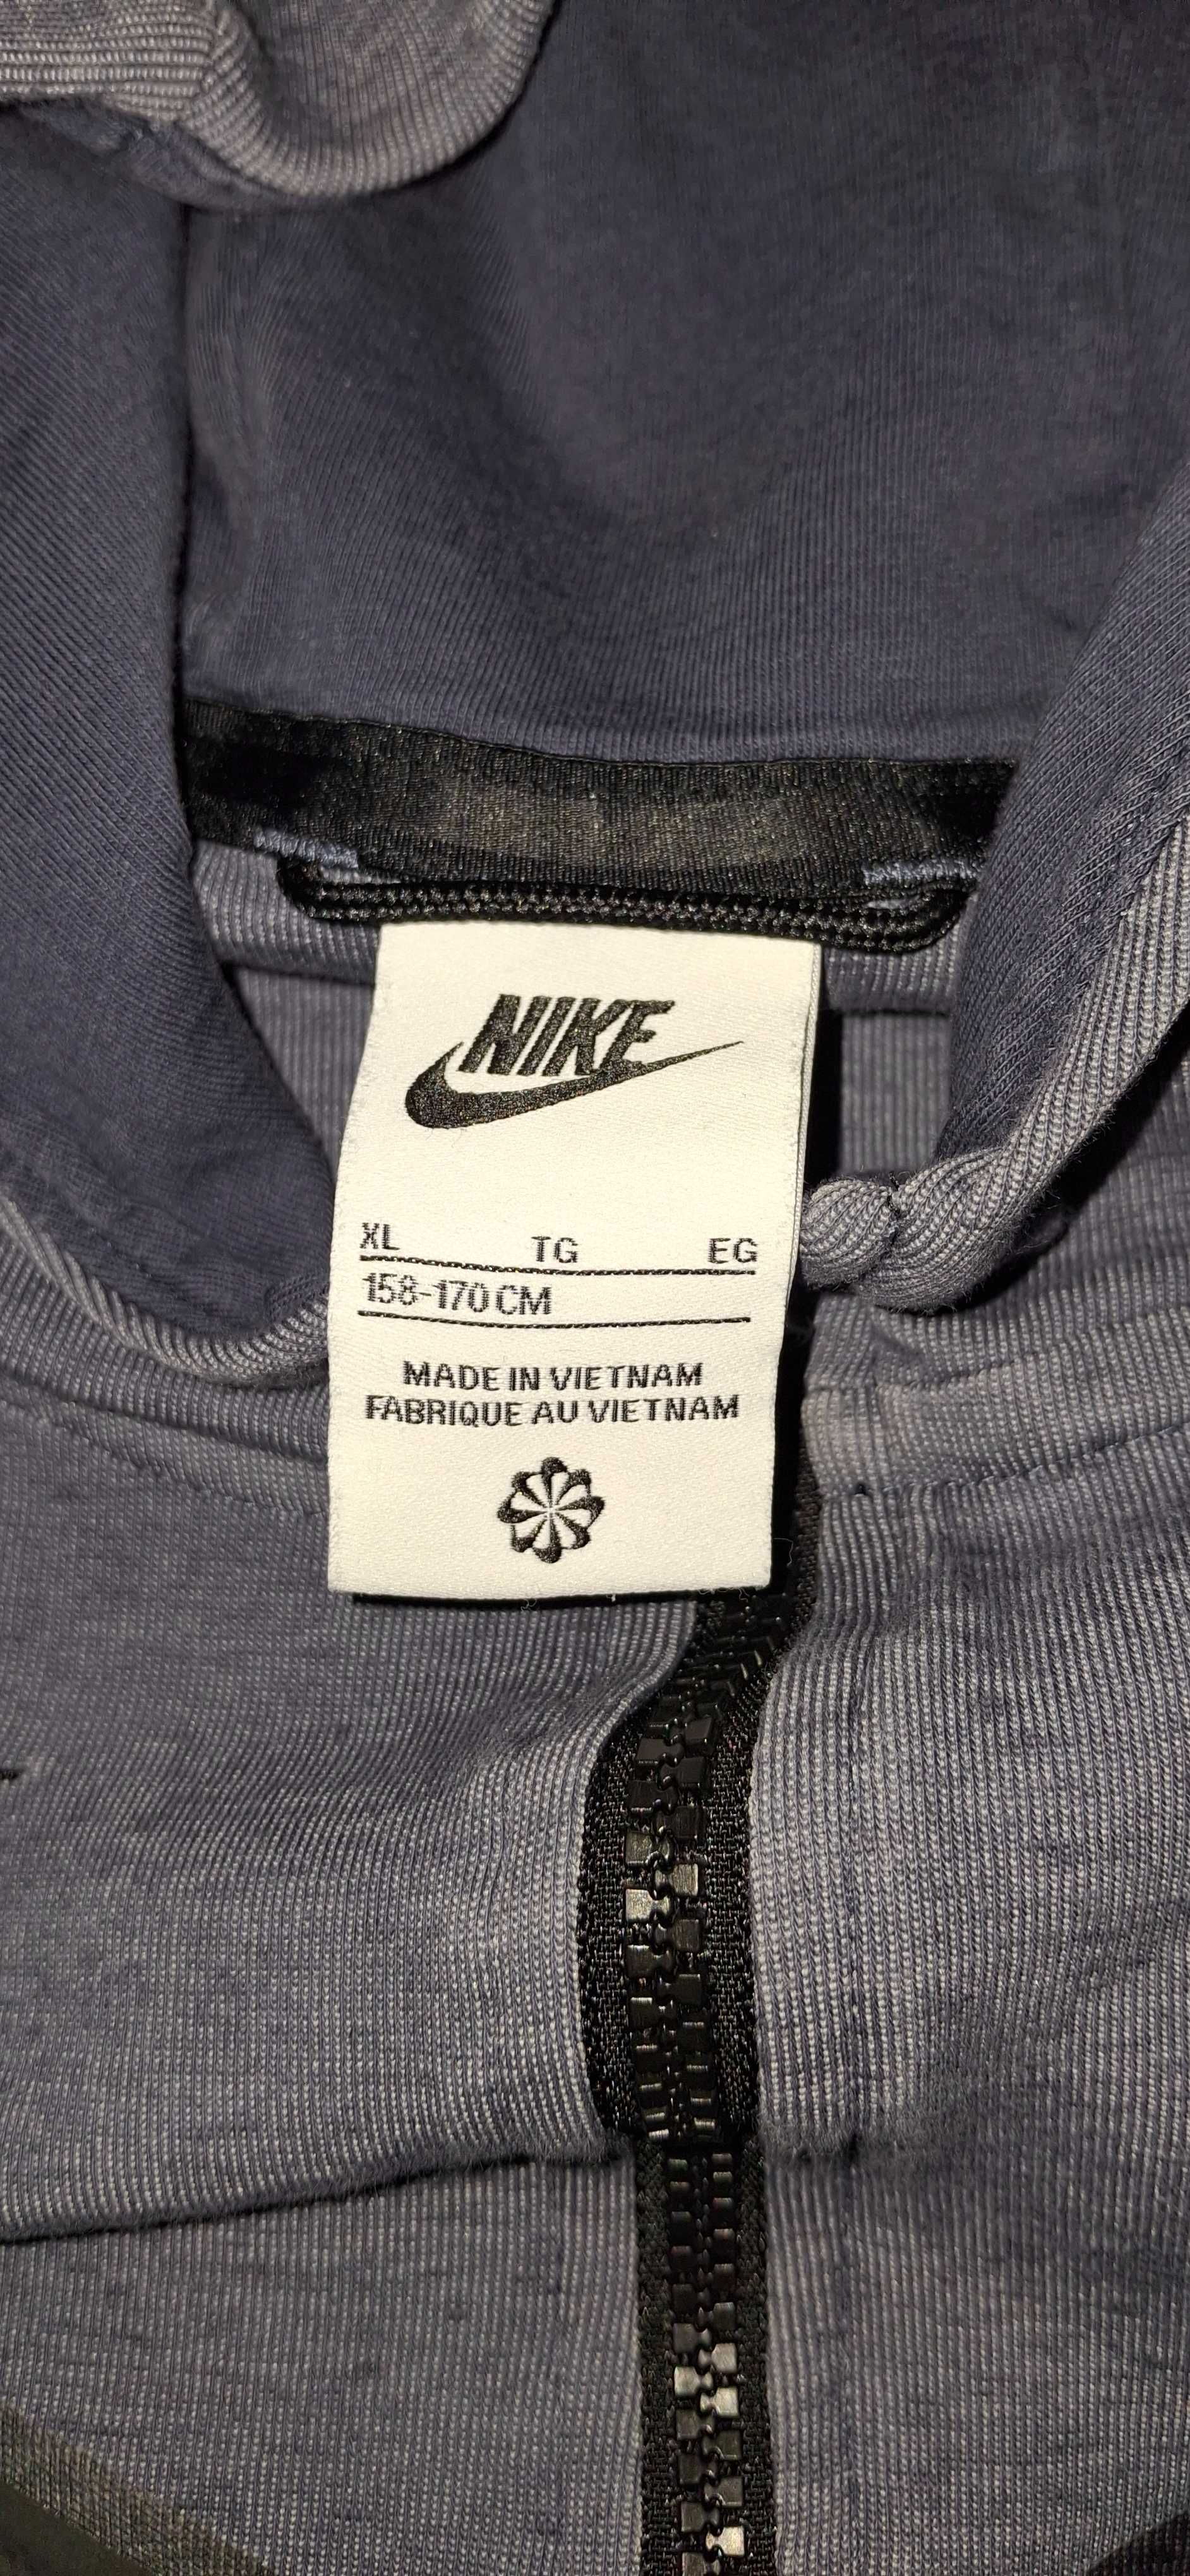 NIKE
XL TG EG
158-170 CM
MADE IN VIETNAM
FABRIQUE AU VIETNAM